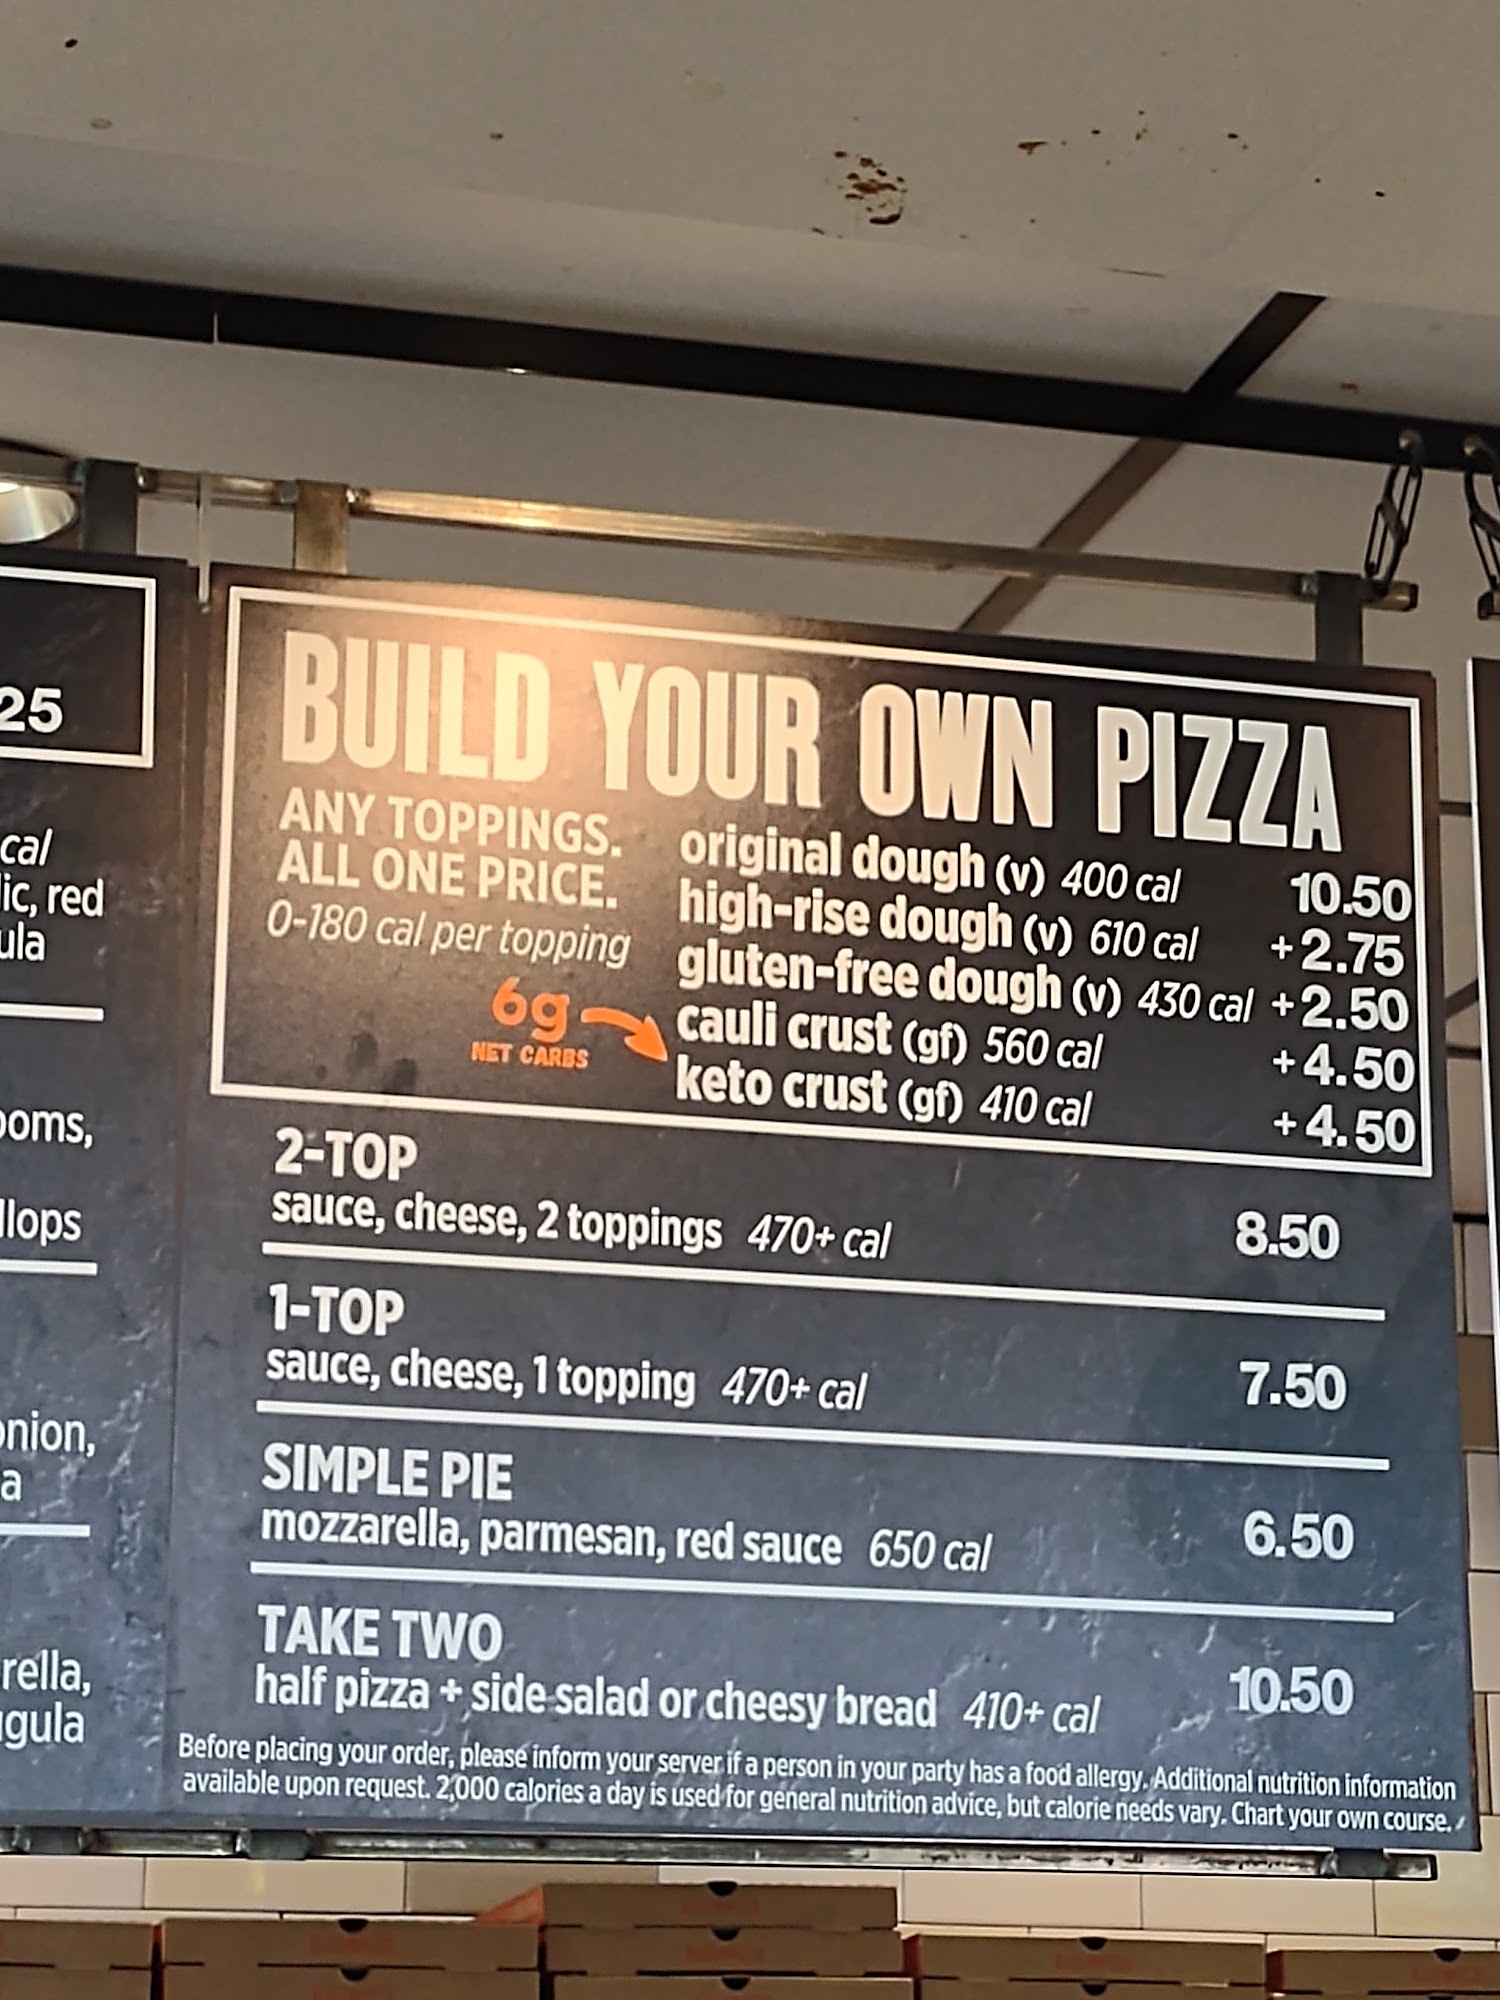 25
cal
lic, red
ula
ooms,
llops
onion,
a
rella,
ugula
BUILD YOUR OWN PIZZA
ANY TOPPINGS.
ALL ONE PRICE.
0-180 cal per topping
6g
NET CARBS
original dough (v) 400 cal 10.50
high-rise dough (v) 610 cal +2.75
gluten-free dough (v) 430 cal +2.50
cauli crust (gf) 560 cal +4.50
keto crust (gf) 410 cal +4.50
2-TOP
sauce, cheese, 2 toppings 470+ cal 8.50
1-TOP
sauce, cheese, 1 topping 470+ cal 7.50
SIMPLE PIE
mozzarella, parmesan, red sauce 650 cal 6.50
TAKE TWO
half pizza + side salad or cheesy bread 410+ cal 10.50
Before placing your order, please inform your server if a person in your party has a food allergy. Additional nutrition information
available upon request. 2,000 calories a day is used for general nutrition advice, but calorie needs vary. Chart your own course.